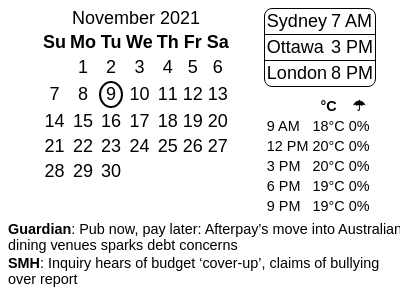 November 2021
Su Mo Tu We Th Fr Sa
1 2 3 4 5 6
7 8 9 10 11 12 13
14 15 16 17 18 19 20
21 22 23 24 25 26 27
28 29 30
Sydney 7 AM
Ottawa 3 PM
London 8 PM
°C ☂
9 AM 18°C 0%
12 PM 20°C 0%
3 PM 20°C 0%
6 PM 19°C 0%
9 PM 19°C 0%
Guardian: Pub now, pay later: Afterpay’s move into Australian
dining venues sparks debt concerns
SMH: Inquiry hears of budget ‘cover-up’, claims of bullying
over report